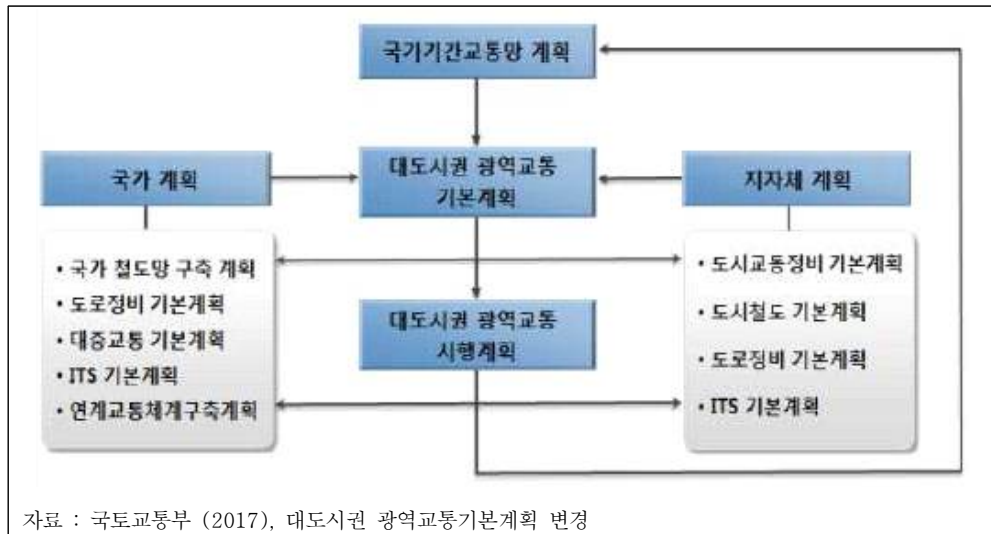 국기기간교통망 계획
국가 계획
대도시권 광역교통
기본계획
지자체 계획
• 국가 철도망 구축 계획
• 도로정비 기본계획
• 대중교통 기본계획
• ITS 기본계획
• 연계교통체계구축계획
대도시권 광역교통
시행계획
• 도시교통정비 기본계획
• 도시철도 기본계획
• 도로정비 기본계획
• ITS 기본계획
자료 : 국토교통부 (2017), 대도시권 광역교통기본계획 변경